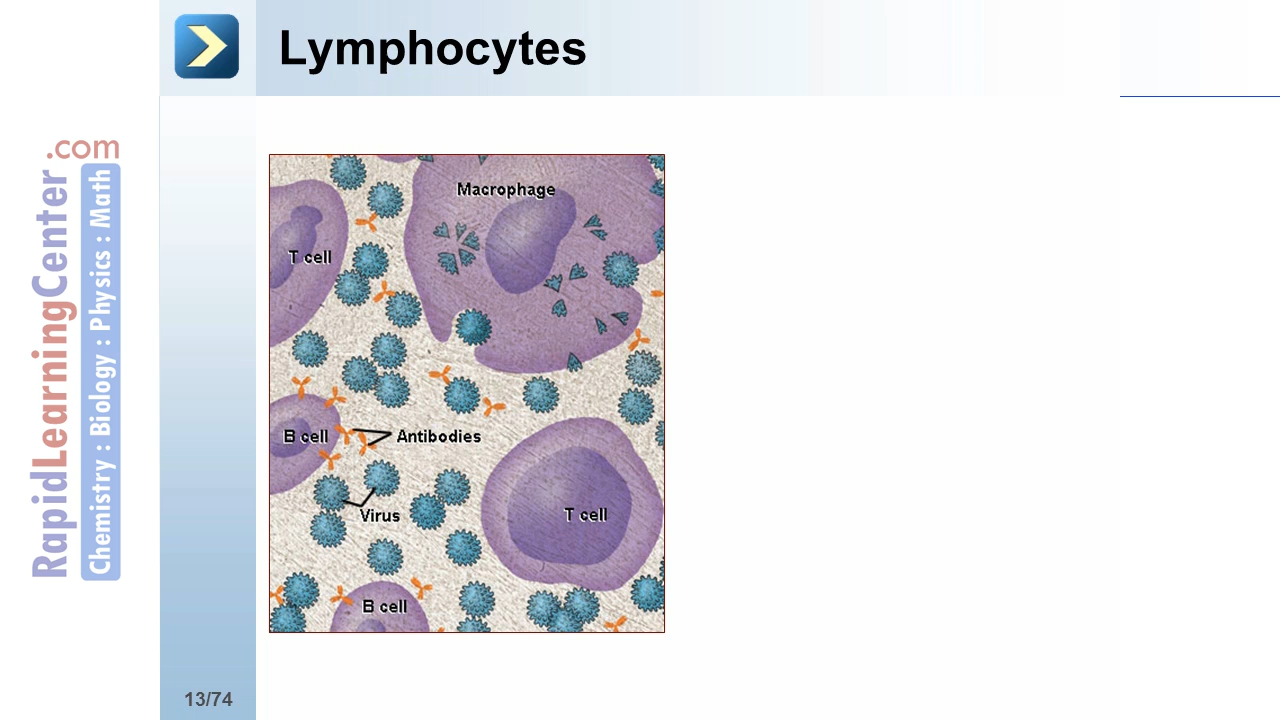 Lymphocytes
RapidLearningCenter.com
Chemistry : Biology : Physics : Math
Macrophage
T cell
B cell
Antibodies
Virus
T cell
B cell
13/74